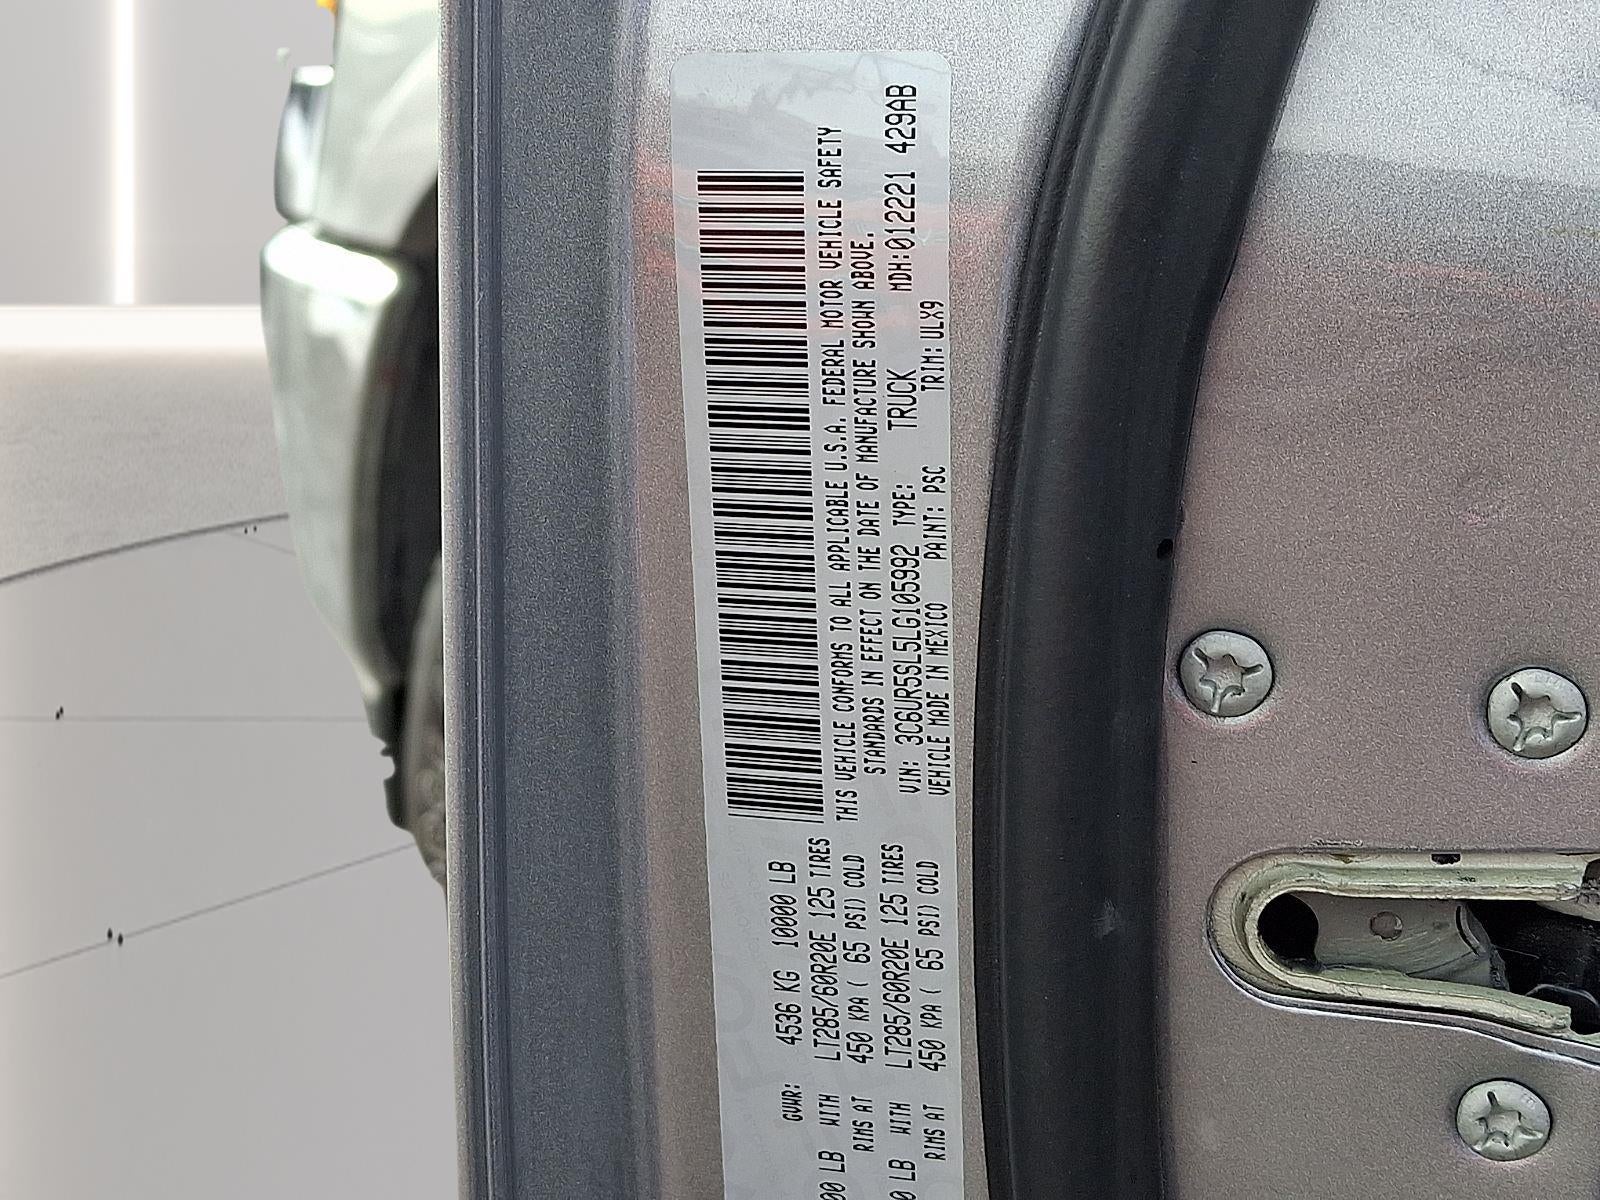 GVWR: 4536 KG 10000 LB
00 LB WITH LT285/60R20E 125 TIRES
RIMS AT 450 KPA ( 65 PSI) COLD
0 LB WITH LT285/60R20E 125 TIRES
RIMS AT 450 KPA ( 65 PSI) COLD
THIS VEHICLE CONFORMS TO ALL APPLICABLE U.S.A. FEDERAL MOTOR VEHICLE SAFETY
STANDARDS IN EFFECT ON THE DATE OF MANUFACTURE SHOWN ABOVE.
VIN: 3C6UR5SL5LG105992 TYPE: TRUCK MDH:012221 429AB
VEHICLE MADE IN MEXICO PAINT: PSC TRIM: ULX9